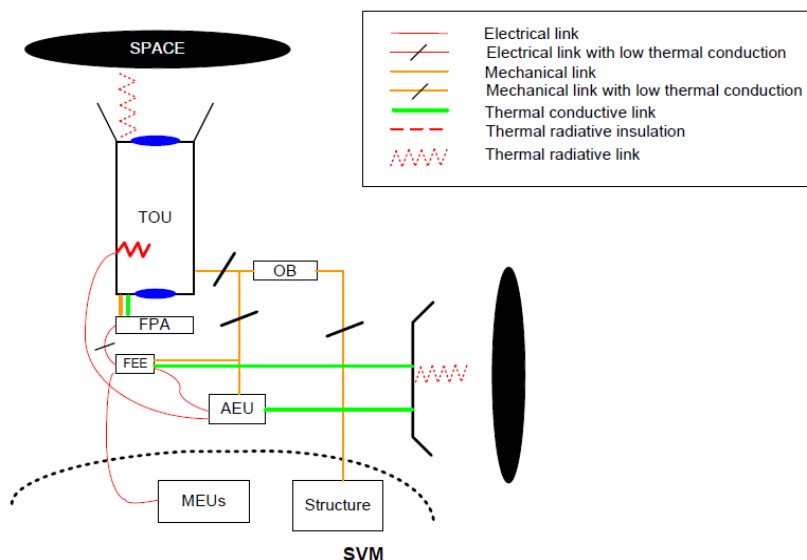 SPACE
Electrical link
Electrical link with low thermal conduction
Mechanical link
Mechanical link with low thermal conduction
Thermal conductive link
Thermal radiative insulation
Thermal radiative link
TOU
OB
FPA
FEE
AEU
MEUs
Structure
SVM